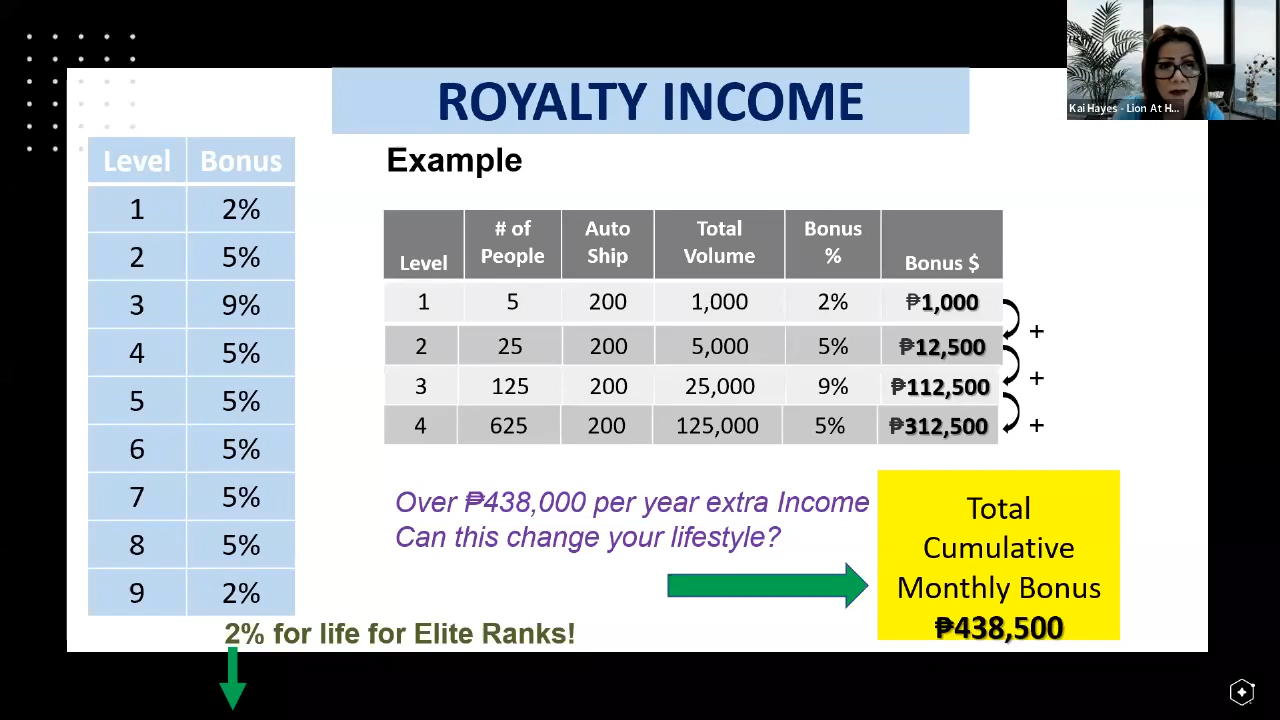 ROYALTY INCOME
Kai Hayes - Lion At H...
Level Bonus
1 2%
2 5%
3 9%
4 5%
5 5%
6 5%
7 5%
8 5%
9 2%
2% for life for Elite Ranks!
Example
Level # of People Auto Ship Total Volume Bonus % Bonus $
1 5 200 1,000 2% ₱1,000
+
2 25 200 5,000 5% ₱12,500
+
3 125 200 25,000 9% ₱112,500
+
4 625 200 125,000 5% ₱312,500
Over ₱438,000 per year extra Income
Can this change your lifestyle?
Total
Cumulative
Monthly Bonus
₱438,500